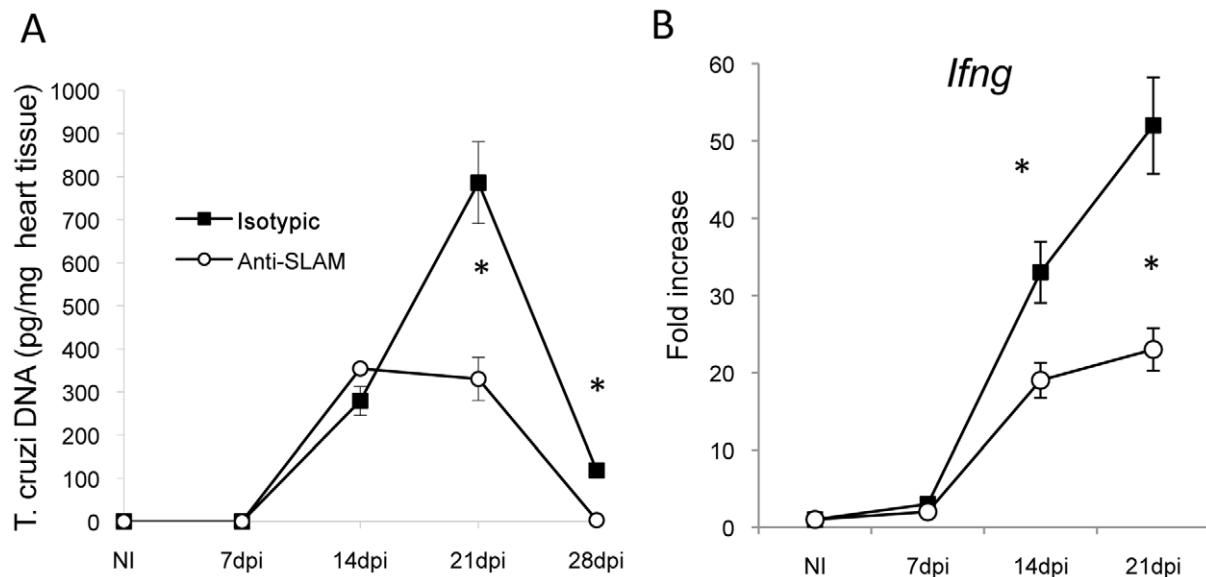 A
T. cruzi DNA (pg/mg heart tissue)
1000
900
800
700
600
500
400
300
200
100
0
Isotypic
Anti-SLAM
*
*
NI 7dpi 14dpi 21dpi 28dpi
B
Ifng
Fold increase
60
50
40
30
20
10
0
*
*
NI 7dpi 14dpi 21dpi